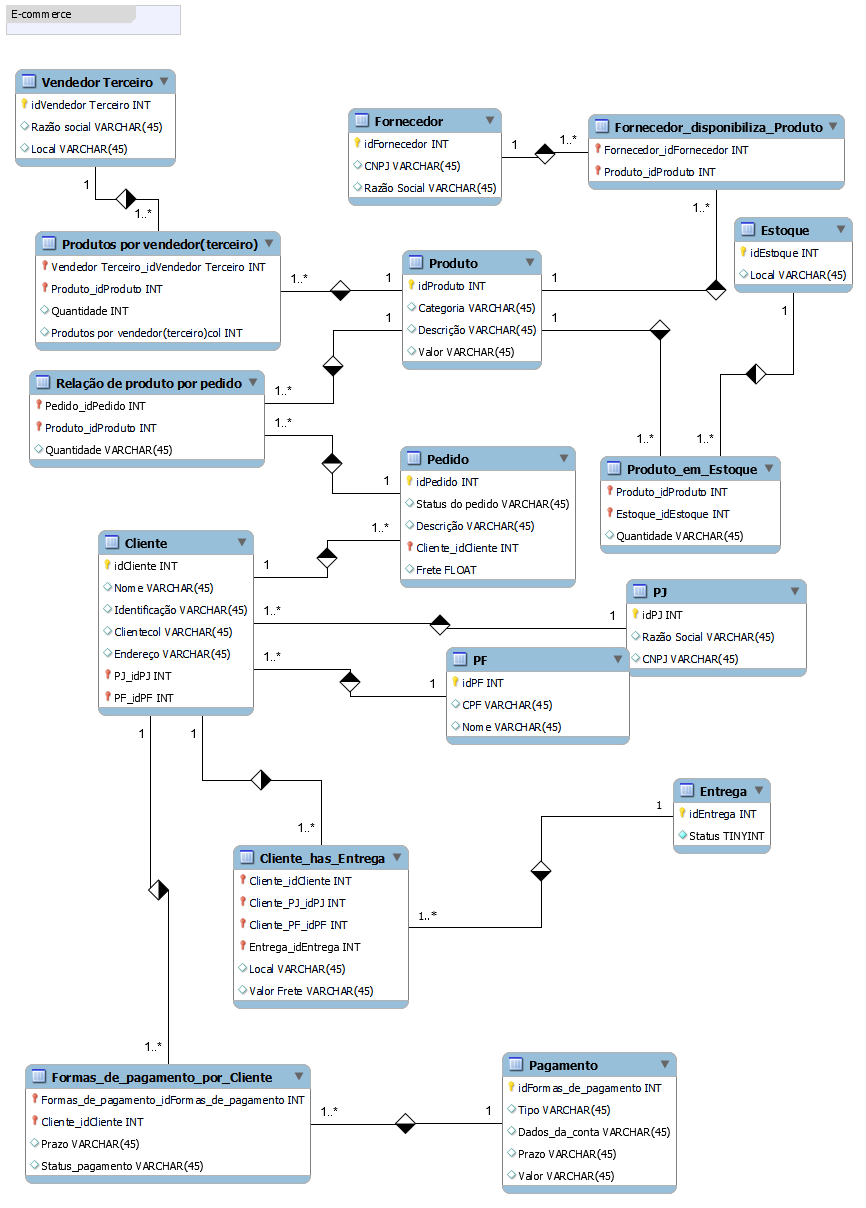 E-commerce
Vendedor Terceiro
idVendedor Terceiro INT
Razão social VARCHAR(45)
Local VARCHAR(45)
1
1..*
Fornecedor
idFornecedor INT
CNPJ VARCHAR(45)
Razão Social VARCHAR(45)
1
1..*
Fornecedor_disponibiliza_Produto
Fornecedor_idFornecedor INT
Produto_idProduto INT
1..*
Estoque
idEstoque INT
Local VARCHAR(45)
1
Produtos por vendedor(terceiro)
Vendedor Terceiro_idVendedor Terceiro INT
Produto_idProduto INT
Quantidade INT
Produtos por vendedor(terceiro)col INT
1..*
1
1
Produto
idProduto INT
Categoria VARCHAR(45)
Descrição VARCHAR(45)
Valor VARCHAR(45)
1
1
Relação de produto por pedido
Pedido_idPedido INT
Produto_idProduto INT
Quantidade VARCHAR(45)
1..*
1..*
1
1..*
1..*
Produto_em_Estoque
Produto_idProduto INT
Estoque_idEstoque INT
Quantidade VARCHAR(45)
Pedido
idPedido INT
Status do pedido VARCHAR(45)
Descrição VARCHAR(45)
Cliente_idCliente INT
Frete FLOAT
1..*
Cliente
idCliente INT
Nome VARCHAR(45)
Identificação VARCHAR(45)
Clientecol VARCHAR(45)
Endereço VARCHAR(45)
PJ_idPJ INT
PF_idPF INT
1
1..*
1..*
1
1
PJ
idPJ INT
Razão Social VARCHAR(45)
CNPJ VARCHAR(45)
PF
idPF INT
CPF VARCHAR(45)
Nome VARCHAR(45)
1
1
1..*
Entrega
idEntrega INT
Status TINYINT
1
Cliente_has_Entrega
Cliente_idCliente INT
Cliente_PJ_idPJ INT
Cliente_PF_idPF INT
Entrega_idEntrega INT
Local VARCHAR(45)
Valor Frete VARCHAR(45)
1..*
1..*
Formas_de_pagamento_por_Cliente
Formas_de_pagamento_idFormas_de_pagamento INT
Cliente_idCliente INT
Prazo VARCHAR(45)
Status_pagamento VARCHAR(45)
1..*
1
Pagamento
idFormas_de_pagamento INT
Tipo VARCHAR(45)
Dados_da_conta VARCHAR(45)
Prazo VARCHAR(45)
Valor VARCHAR(45)